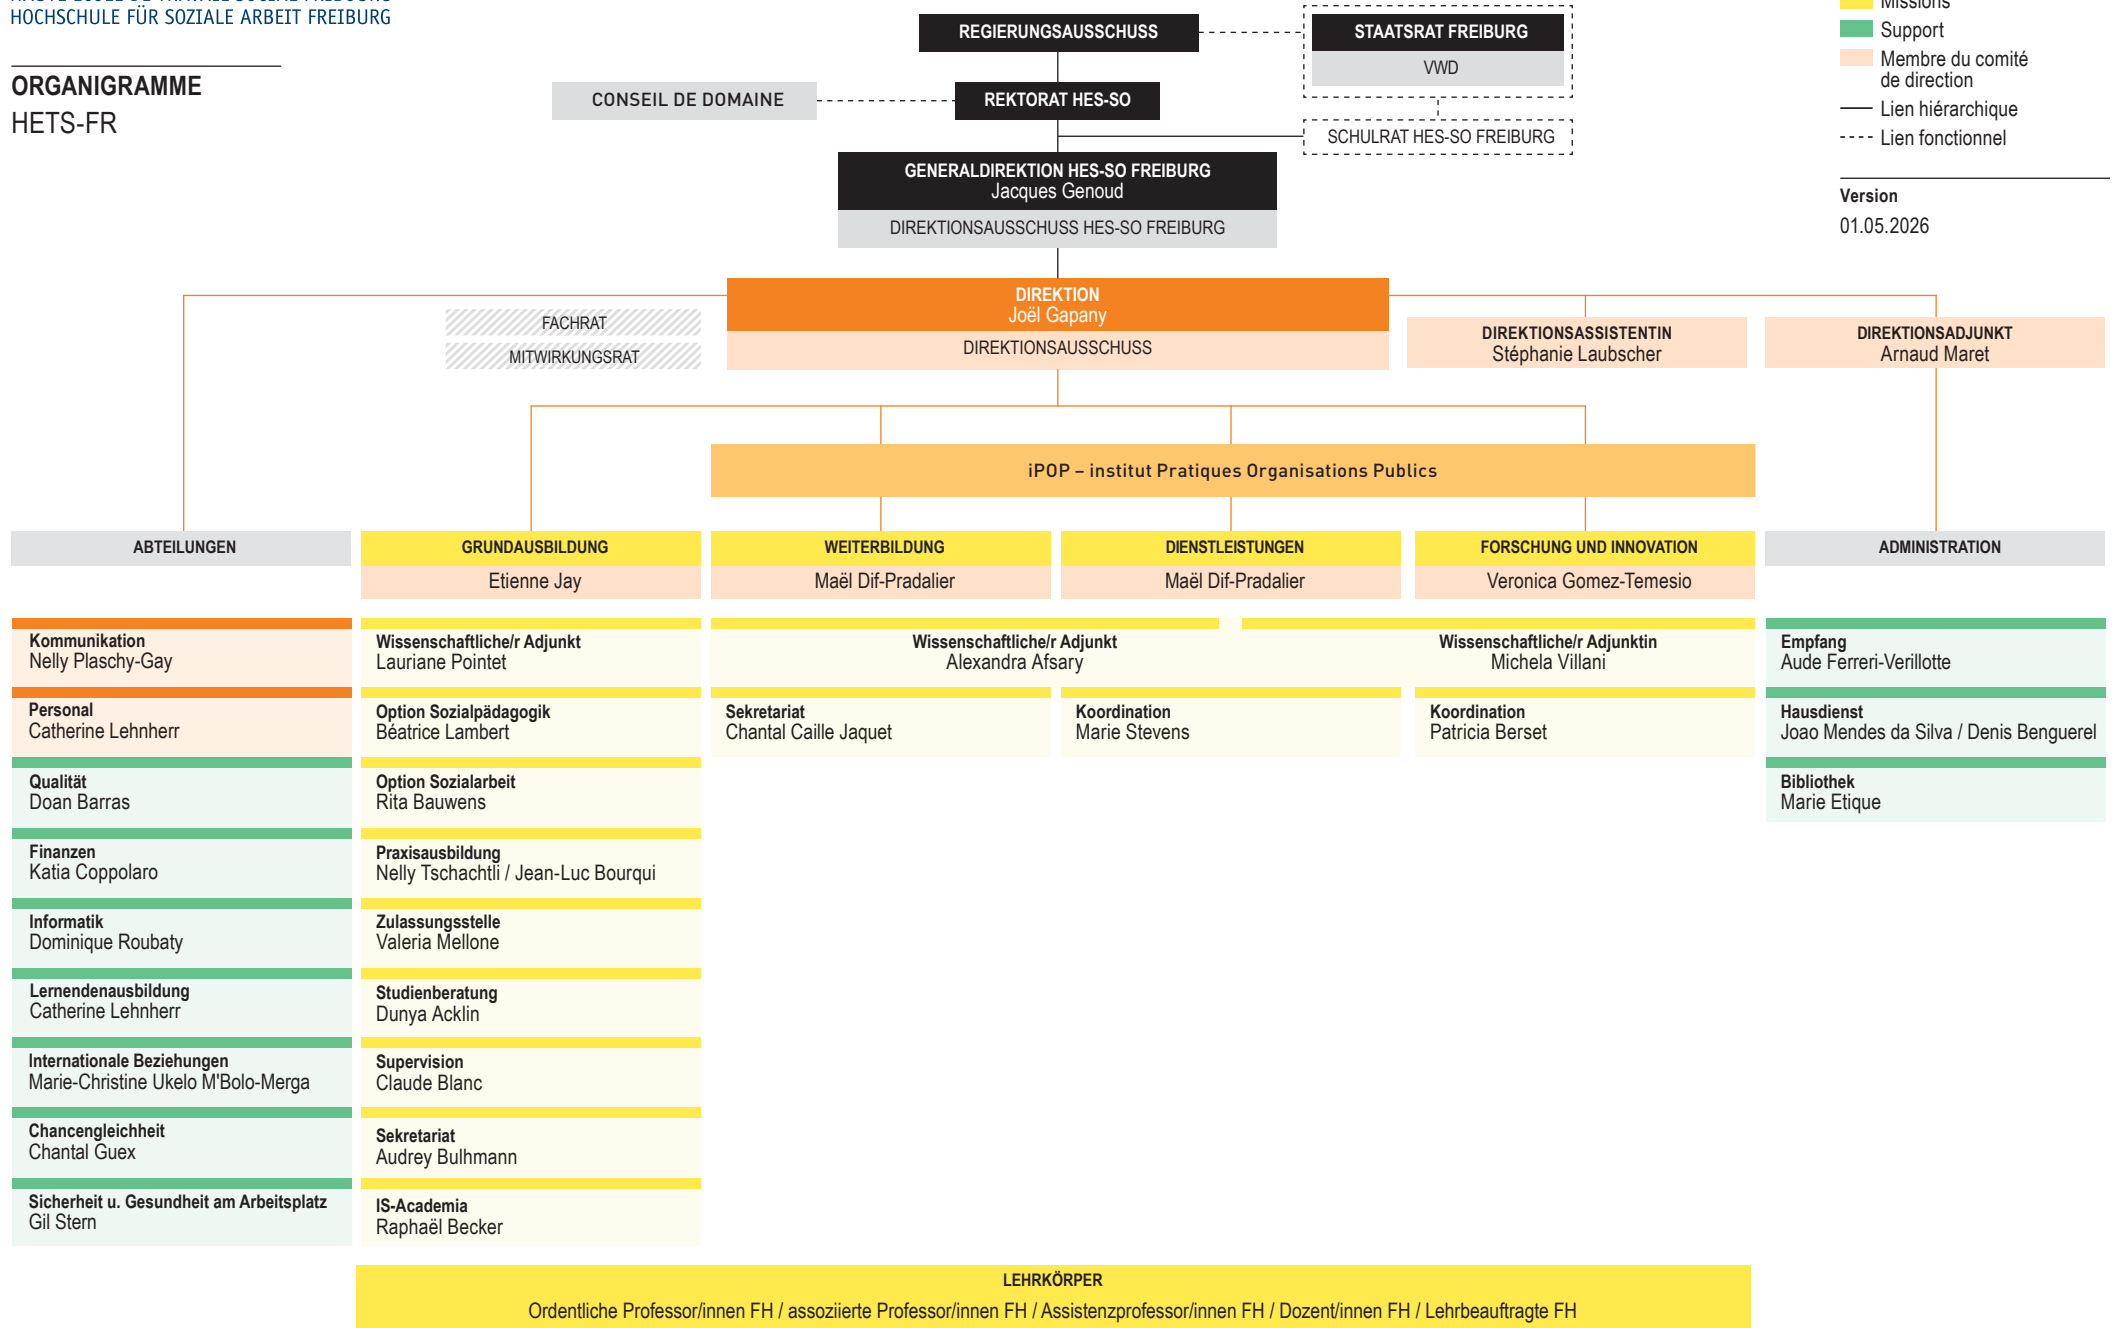 HOCHSCHULE FÜR SOZIALE ARBEIT FREIBURG
ORGANIGRAMME
HETS-FR
REGIERUNGSAUSSCHUSS
STAATSRAT FREIBURG
VWD
CONSEIL DE DOMAINE
REKTORAT HES-SO
SCHULRAT HES-SO FREIBURG
GENERALDIREKTION HES-SO FREIBURG
Jacques Genoud
DIREKTIONSAUSSCHUSS HES-SO FREIBURG
Missions
Support
Membre du comité
de direction
Lien hiérarchique
Lien fonctionnel
Version
01.05.2026
DIREKTION
Joël Gapany
DIREKTIONSAUSSCHUSS
FACHRAT
MITWIRKUNGSRAT
DIREKTIONSASSISTENTIN
Stéphanie Laubscher
DIREKTIONSADJUNKT
Arnaud Maret
iPOP – institut Pratiques Organisations Publics
ABTEILUNGEN
Kommunikation
Nelly Plaschy-Gay
Personal
Catherine Lehnherr
Qualität
Doan Barras
Finanzen
Katia Coppolaro
Informatik
Dominique Roubaty
Lernendenausbildung
Catherine Lehnherr
Internationale Beziehungen
Marie-Christine Ukelo M'Bolo-Merga
Chancengleichheit
Chantal Guex
Sicherheit u. Gesundheit am Arbeitsplatz
Gil Stern
GRUNDAUSBILDUNG
Etienne Jay
Wissenschaftliche/r Adjunkt
Lauriane Pointet
Option Sozialpädagogik
Béatrice Lambert
Option Sozialarbeit
Rita Bauwens
Praxisausbildung
Nelly Tschachtli / Jean-Luc Bourqui
Zulassungsstelle
Valeria Mellone
Studienberatung
Dunya Acklin
Supervision
Claude Blanc
Sekretariat
Audrey Bulhmann
IS-Academia
Raphaël Becker
WEITERBILDUNG
Maël Dif-Pradalier
DIENSTLEISTUNGEN
Maël Dif-Pradalier
FORSCHUNG UND INNOVATION
Veronica Gomez-Temesio
Wissenschaftliche/r Adjunkt
Alexandra Afsary
Wissenschaftliche/r Adjunktin
Michela Villani
Sekretariat
Chantal Caille Jaquet
Koordination
Marie Stevens
Koordination
Patricia Berset
ADMINISTRATION
Empfang
Aude Ferreri-Verillotte
Hausdienst
Joao Mendes da Silva / Denis Benguerel
Bibliothek
Marie Etique
LEHRKÖRPER
Ordentliche Professor/innen FH / assoziierte Professor/innen FH / Assistenzprofessor/innen FH / Dozent/innen FH / Lehrbeauftragte FH